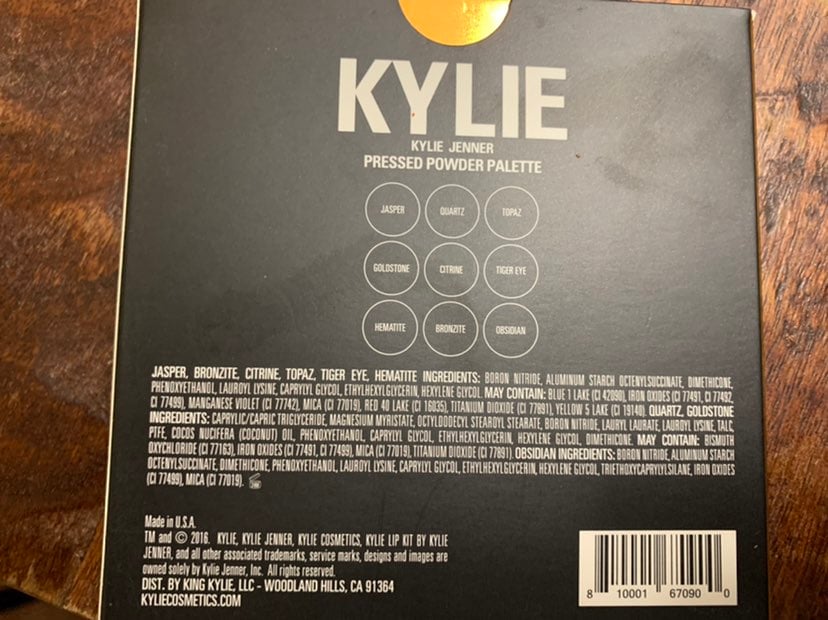 KYLIE
KYLIE JENNER
PRESSED POWDER PALETTE
JASPER QUARTZ TOPAZ
GOLDSTONE CITRINE TIGER EYE
HEMATITE BRONZITE OBSIDIAN
JASPER, BRONZITE, CITRINE, TOPAZ, TIGER EYE, HEMATITE INGREDIENTS: BORON NITRIDE, ALUMINUM STARCH OCTENYLSUCCINATE, DIMETHICONE,
PHENOXYETHANOL, LAUROYL LYSINE, CAPRYLYL GLYCOL, ETHYLHEXYLGLYCERIN, HEXYLENE GLYCOL. MAY CONTAIN: BLUE 1 LAKE (CI 42090), IRON OXIDES (CI 77491, CI 77492,
CI 77499), MANGANESE VIOLET (CI 77742), MICA (CI 77019), RED 40 LAKE (CI 16035), TITANIUM DIOXIDE (CI 77891), YELLOW 5 LAKE (CI 19140). QUARTZ, GOLDSTONE
INGREDIENTS: CAPRYLIC/CAPRIC TRIGLYCERIDE, MAGNESIUM MYRISTATE, OCTYLDODECYL STEAROYL STEARATE, BORON NITRIDE, LAURYL LAURATE, LAUROYL LYSINE, TALC,
PTFE, COCOS NUCIFERA (COCONUT) OIL, PHENOXYETHANOL, CAPRYLYL GLYCOL, ETHYLHEXYLGLYCERIN, HEXYLENE GLYCOL, DIMETHICONE. MAY CONTAIN: BISMUTH
OXYCHLORIDE (CI 77163), IRON OXIDES (CI 77491, CI 77499), MICA (CI 77019), TITANIUM DIOXIDE (CI 77891). OBSIDIAN INGREDIENTS: BORON NITRIDE, ALUMINUM STARCH
OCTENYLSUCCINATE, DIMETHICONE, PHENOXYETHANOL, LAUROYL LYSINE, CAPRYLYL GLYCOL, ETHYLHEXYLGLYCERIN, HEXYLENE GLYCOL, TRIETHOXYCAPRYLYLSILANE, IRON OXIDES
(CI 77499), MICA (CI 77019).
Made in U.S.A.
TM and © 2016. KYLIE, KYLIE JENNER, KYLIE COSMETICS, KYLIE LIP KIT BY KYLIE
JENNER, and all other associated trademarks, service marks, designs and images are
owned solely by Kylie Jenner, Inc. All rights reserved.
DIST. BY KING KYLIE, LLC - WOODLAND HILLS, CA 91364
KYLIECOSMETICS.COM
8 10001 67090 0